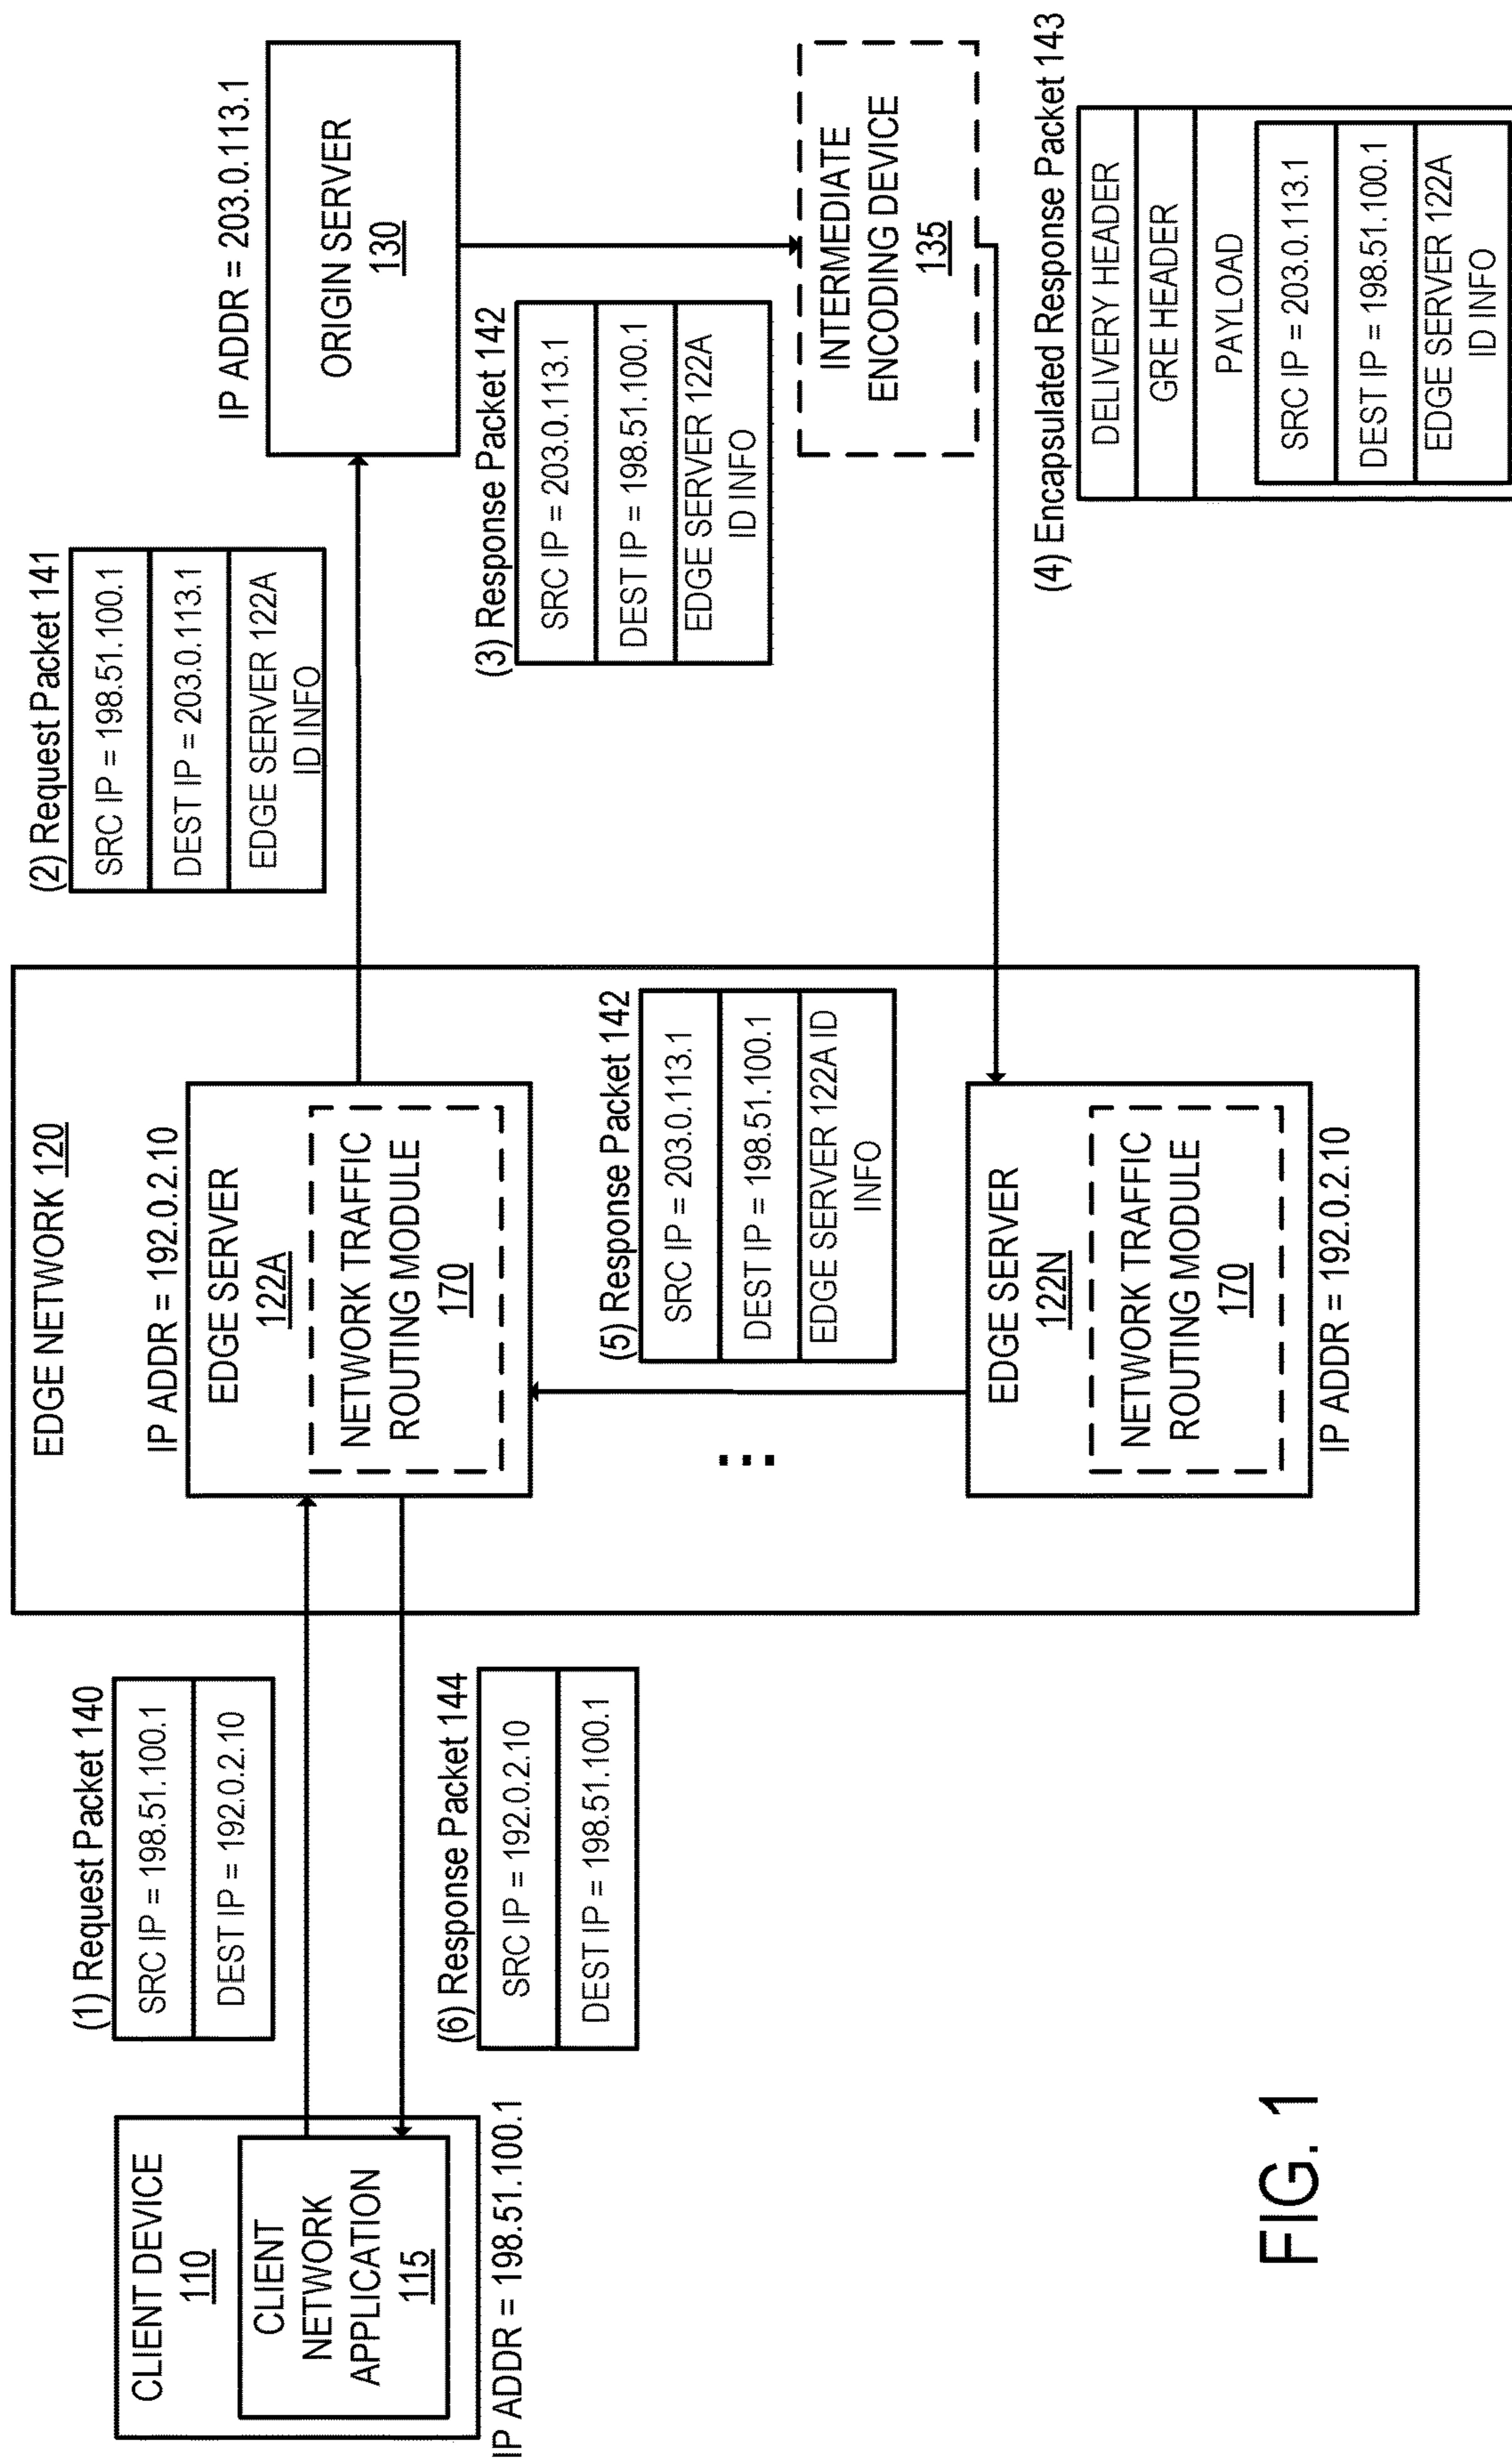 CLIENT DEVICE
110
CLIENT
NETWORK
APPLICATION
115
IP ADDR = 198.51.100.1
(1) Request Packet 140
SRC IP = 198.51.100.1
DEST IP = 192.0.2.10
(6) Response Packet 144
SRC IP = 192.0.2.10
DEST IP = 198.51.100.1
EDGE NETWORK 120
IP ADDR = 192.0.2.10
EDGE SERVER
122A
NETWORK TRAFFIC
ROUTING MODULE
170
(5) Response Packet 142
SRC IP = 203.0.113.1
DEST IP = 198.51.100.1
EDGE SERVER 122A ID
INFO
...
EDGE SERVER
122N
NETWORK TRAFFIC
ROUTING MODULE
170
IP ADDR = 192.0.2.10
(2) Request Packet 141
SRC IP = 198.51.100.1
DEST IP = 203.0.113.1
EDGE SERVER 122A
ID INFO
IP ADDR = 203.0.113.1
ORIGIN SERVER
130
(3) Response Packet 142
SRC IP = 203.0.113.1
DEST IP = 198.51.100.1
EDGE SERVER 122A
ID INFO
INTERMEDIATE
ENCODING DEVICE
135
(4) Encapsulated Response Packet 143
DELIVERY HEADER
GRE HEADER
PAYLOAD
SRC IP = 203.0.113.1
DEST IP = 198.51.100.1
EDGE SERVER 122A
ID INFO
FIG. 1